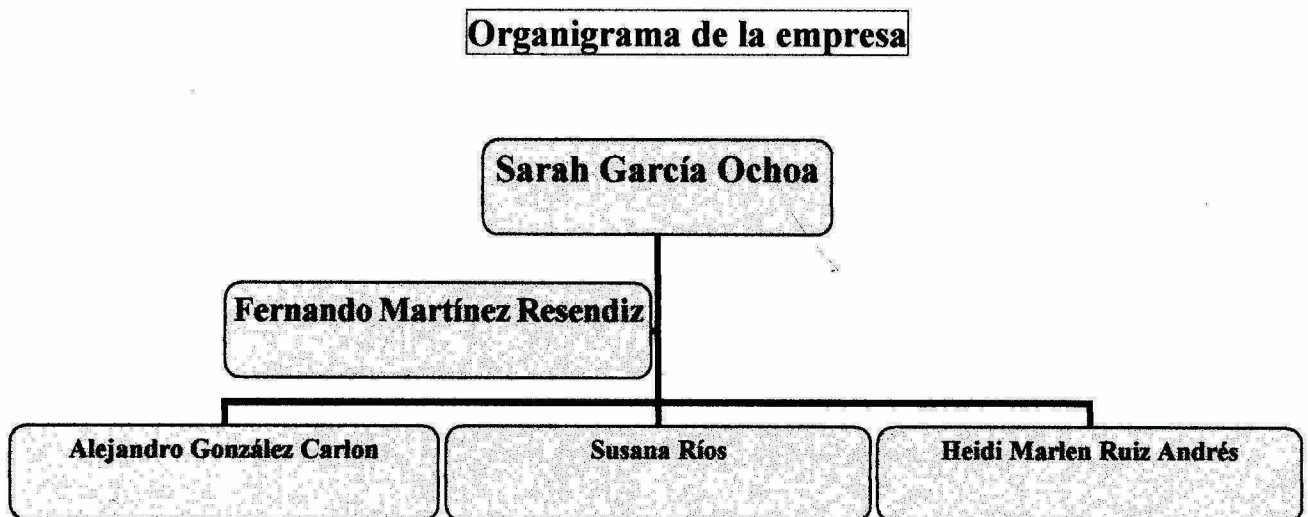 Organigrama de la empresa
Sarah García Ochoa
Fernando Martínez Resendiz
Alejandro González Carlon
Susana Ríos
Heidi Marlen Ruiz Andrés